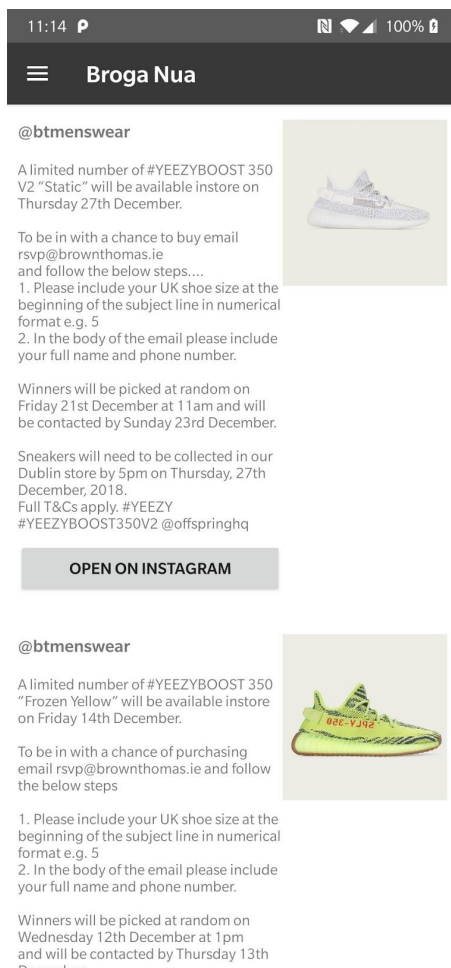 11:14
100%
Broga Nua
@btmenswear
A limited number of #YEEZYBOOST 350
V2 “Static” will be available instore on
Thursday 27th December.
To be in with a chance to buy email
rsvp@brownthomas.ie
and follow the below steps....
1. Please include your UK shoe size at the
beginning of the subject line in numerical
format e.g. 5
2. In the body of the email please include
your full name and phone number.
Winners will be picked at random on
Friday 21st December at 11am and will
be contacted by Sunday 23rd December.
Sneakers will need to be collected in our
Dublin store by 5pm on Thursday, 27th
December, 2018.
Full T&Cs apply. #YEEZY
#YEEZYBOOST350V2 @offspringhq
OPEN ON INSTAGRAM
@btmenswear
A limited number of #YEEZYBOOST 350
“Frozen Yellow” will be available instore
on Friday 14th December.
SPLY-350
To be in with a chance of purchasing
email rsvp@brownthomas.ie and follow
the below steps
1. Please include your UK shoe size at the
beginning of the subject line in numerical
format e.g. 5
2. In the body of the email please include
your full name and phone number.
Winners will be picked at random on
Wednesday 12th December at 1pm
and will be contacted by Thursday 13th